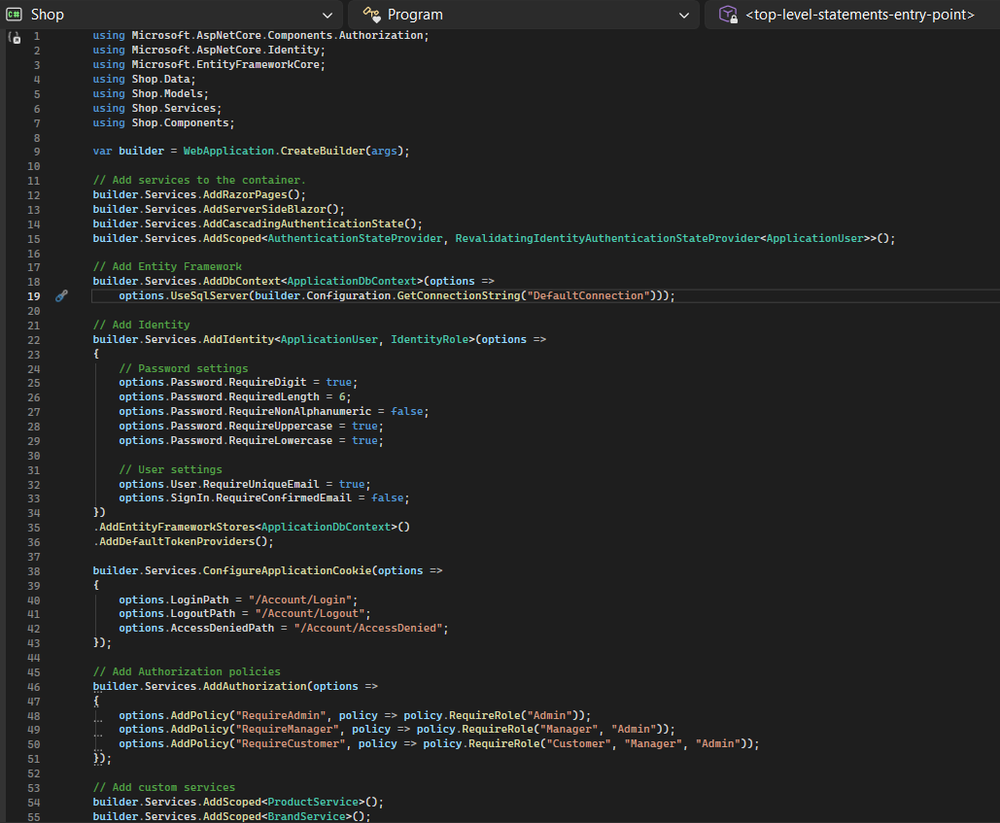 Shop
Program
<top-level-statements-entry-point>
1 using Microsoft.AspNetCore.Components.Authorization;
2 using Microsoft.AspNetCore.Identity;
3 using Microsoft.EntityFrameworkCore;
4 using Shop.Data;
5 using Shop.Models;
6 using Shop.Services;
7 using Shop.Components;
8
9 var builder = WebApplication.CreateBuilder(args);
10
11 // Add services to the container.
12 builder.Services.AddRazorPages();
13 builder.Services.AddServerSideBlazor();
14 builder.Services.AddCascadingAuthenticationState();
15 builder.Services.AddScoped<AuthenticationStateProvider, RevalidatingIdentityAuthenticationStateProvider<ApplicationUser>>();
16
17 // Add Entity Framework
18 builder.Services.AddDbContext<ApplicationDbContext>(options =>
19     options.UseSqlServer(builder.Configuration.GetConnectionString("DefaultConnection")));
20
21 // Add Identity
22 builder.Services.AddIdentity<ApplicationUser, IdentityRole>(options =>
23 {
24     // Password settings
25     options.Password.RequireDigit = true;
26     options.Password.RequiredLength = 6;
27     options.Password.RequireNonAlphanumeric = false;
28     options.Password.RequireUppercase = true;
29     options.Password.RequireLowercase = true;
30
31     // User settings
32     options.User.RequireUniqueEmail = true;
33     options.SignIn.RequireConfirmedEmail = false;
34 })
35 .AddEntityFrameworkStores<ApplicationDbContext>()
36 .AddDefaultTokenProviders();
37
38 builder.Services.ConfigureApplicationCookie(options =>
39 {
40     options.LoginPath = "/Account/Login";
41     options.LogoutPath = "/Account/Logout";
42     options.AccessDeniedPath = "/Account/AccessDenied";
43 });
44
45 // Add Authorization policies
46 builder.Services.AddAuthorization(options =>
47 {
48     options.AddPolicy("RequireAdmin", policy => policy.RequireRole("Admin"));
49     options.AddPolicy("RequireManager", policy => policy.RequireRole("Manager", "Admin"));
50     options.AddPolicy("RequireCustomer", policy => policy.RequireRole("Customer", "Manager", "Admin"));
51 });
52
53 // Add custom services
54 builder.Services.AddScoped<ProductService>();
55 builder.Services.AddScoped<BrandService>();